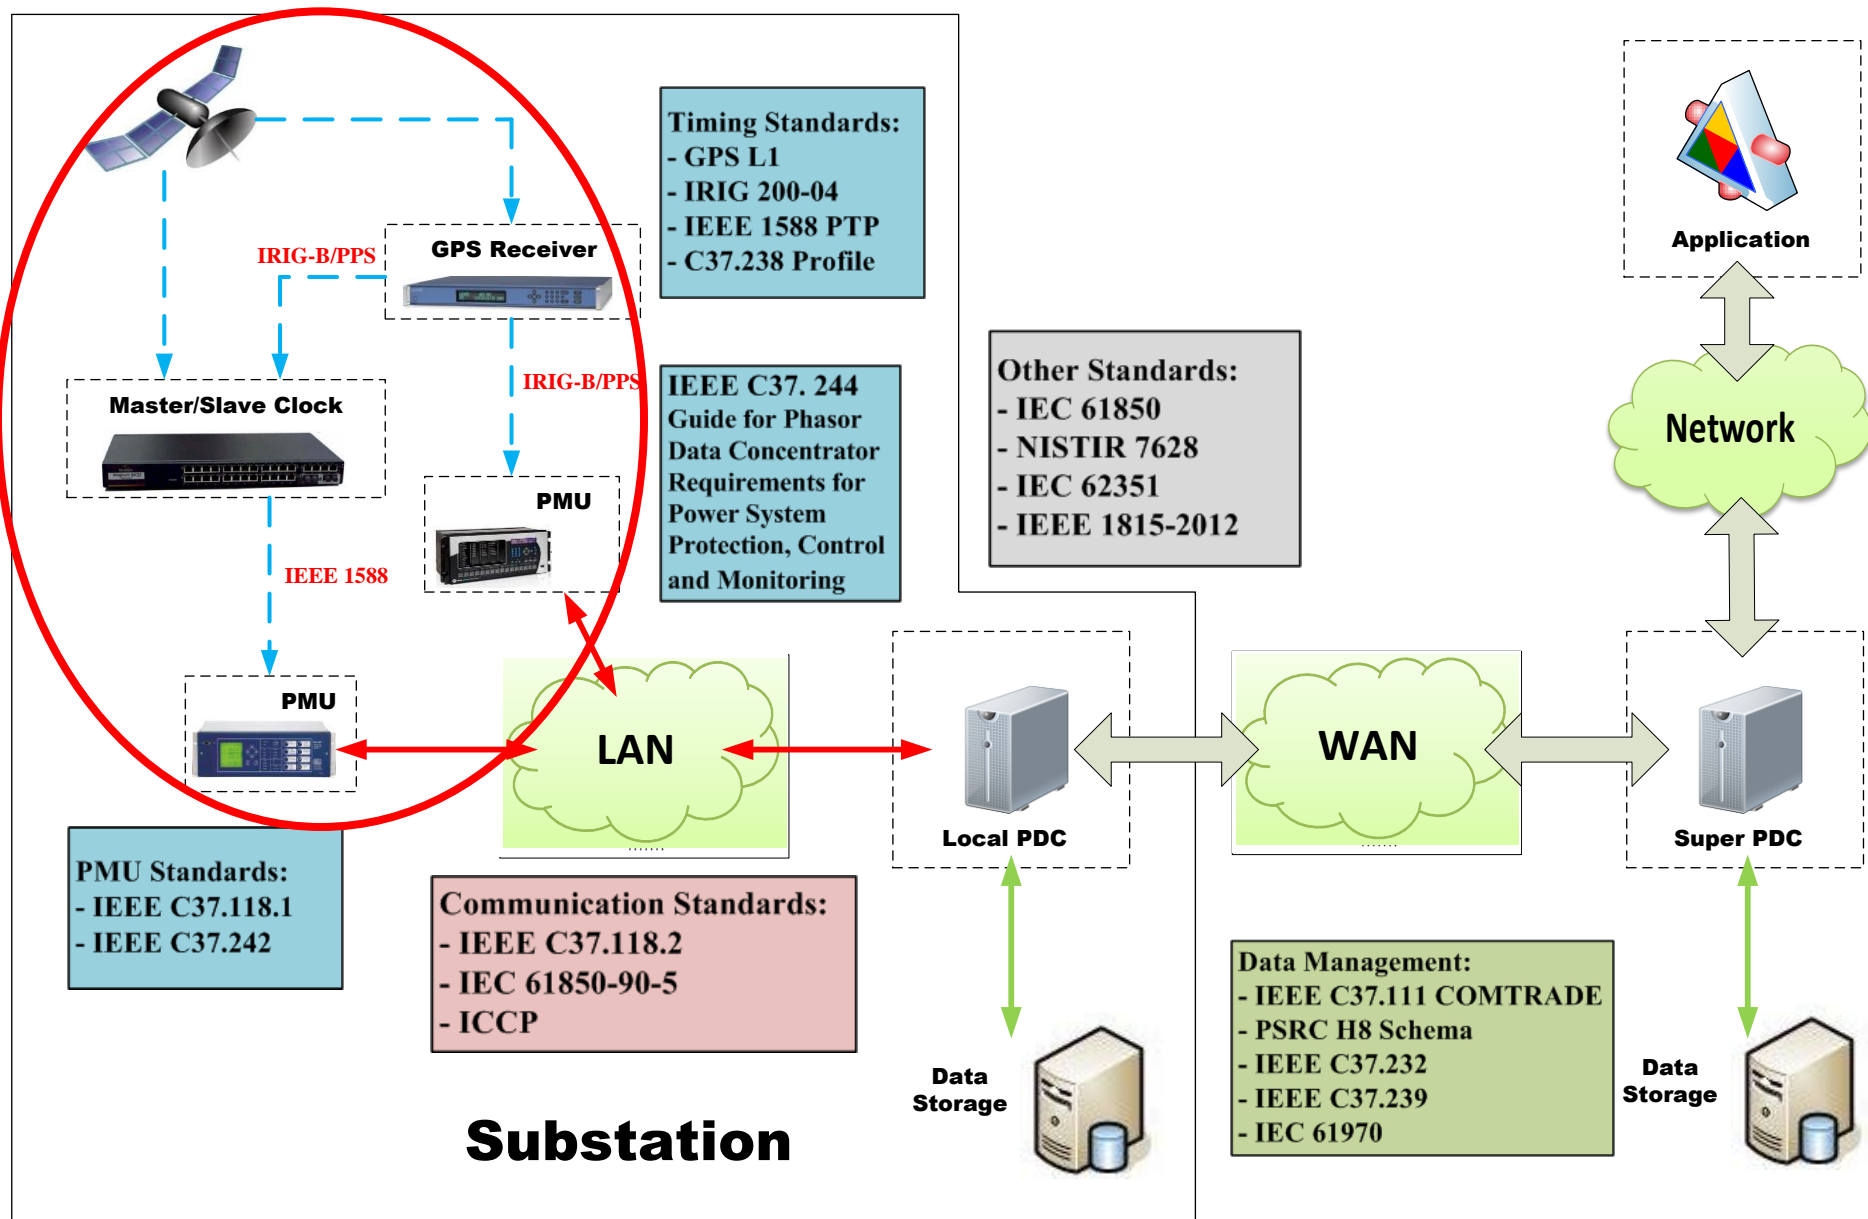 Timing Standards:
- GPS L1
- IRIG 200-04
- IEEE 1588 PTP
- C37.238 Profile
GPS Receiver
IRIG-B/PPS
IRIG-B/PPS
Master/Slave Clock
IEEE 1588
PMU
PMU
IEEE C37. 244
Guide for Phasor
Data Concentrator
Requirements for
Power System
Protection, Control
and Monitoring
Other Standards:
- IEC 61850
- NISTIR 7628
- IEC 62351
- IEEE 1815-2012
Application
Network
LAN
Local PDC
WAN
Super PDC
PMU Standards:
- IEEE C37.118.1
- IEEE C37.242
Communication Standards:
- IEEE C37.118.2
- IEC 61850-90-5
- ICCP
Data
Storage
Data Management:
- IEEE C37.111 COMTRADE
- PSRC H8 Schema
- IEEE C37.232
- IEEE C37.239
- IEC 61970
Data
Storage
Substation